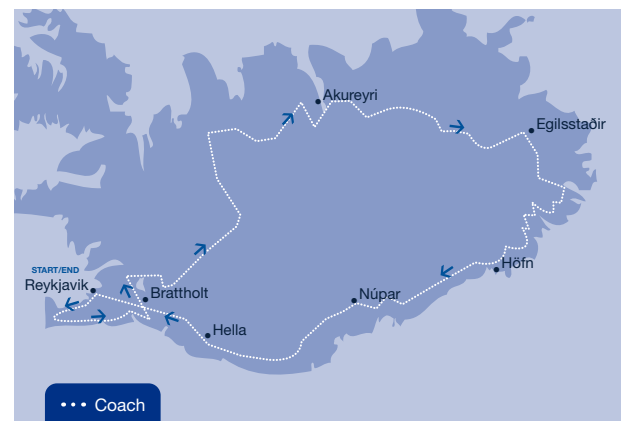 Akureyri
Egilsstaðir
START/END
Reykjavik
Höfn
Brattholt
Núpar
Hella
Coach